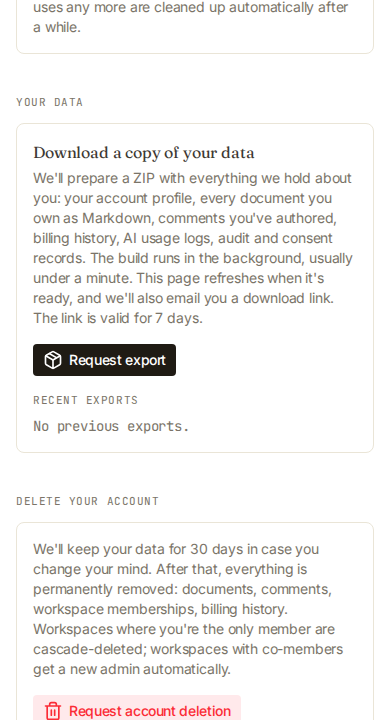 uses any more are cleaned up automatically after
a while.
YOUR DATA
Download a copy of your data
We'll prepare a ZIP with everything we hold about
you: your account profile, every document you
own as Markdown, comments you've authored,
billing history, AI usage logs, audit and consent
records. The build runs in the background, usually
under a minute. This page refreshes when it's
ready, and we'll also email you a download link.
The link is valid for 7 days.
Request export
RECENT EXPORTS
No previous exports.
DELETE YOUR ACCOUNT
We'll keep your data for 30 days in case you
change your mind. After that, everything is
permanently removed: documents, comments,
workspace memberships, billing history.
Workspaces where you're the only member are
cascade-deleted; workspaces with co-members
get a new admin automatically.
Request account deletion